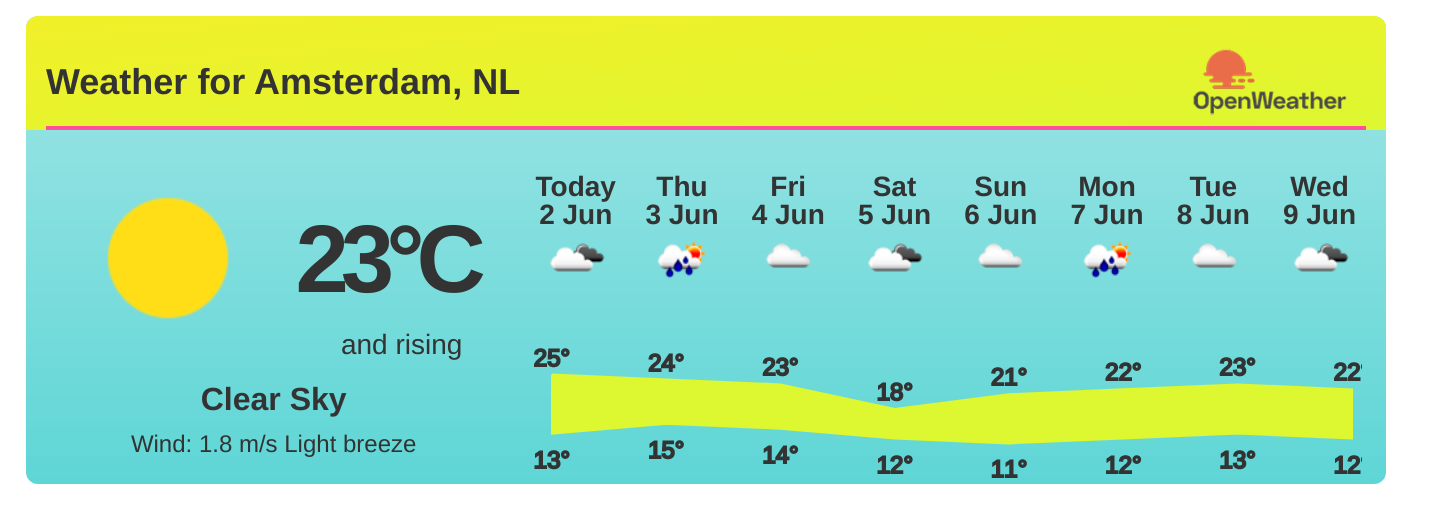 Weather for Amsterdam, NL
OpenWeather
23°C
and rising
Clear Sky
Wind: 1.8 m/s Light breeze
Today Thu Fri Sat Sun Mon Tue Wed
2 Jun 3 Jun 4 Jun 5 Jun 6 Jun 7 Jun 8 Jun 9 Jun
25° 24° 23° 18° 21° 22° 23° 22°
13° 15° 14° 12° 11° 12° 13° 12°